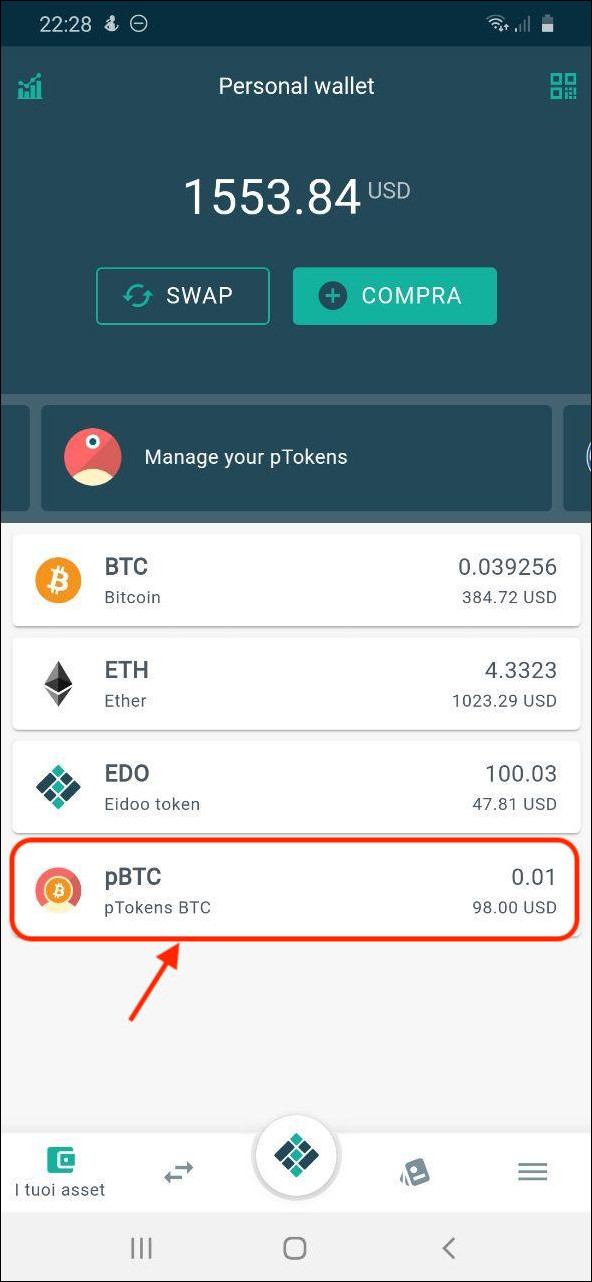 22:28
Personal wallet
1553.84 USD
SWAP
COMPRA
Manage your pTokens
BTC 0.039256
Bitcoin 384.72 USD
ETH 4.3323
Ether 1023.29 USD
EDO 100.03
Eidoo token 47.81 USD
pBTC 0.01
pTokens BTC 98.00 USD
I tuoi asset